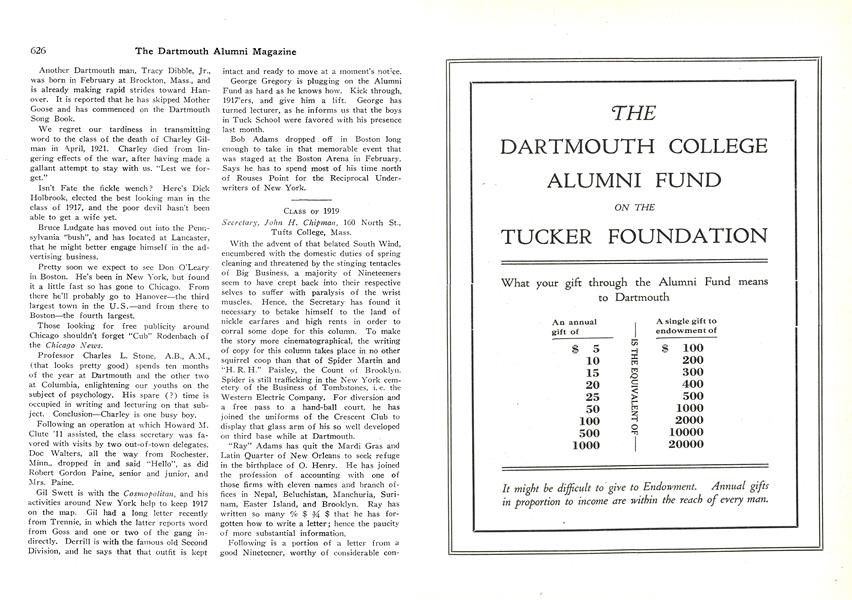 626
The Dartmouth Alumni Magazine
Another Dartmouth man, Tracy Dibble, Jr.,
was born in February at Brockton, Mass., and
is already making rapid strides toward Han-
over. It is reported that he has skipped Mother
Goose and has commenced on the Dartmouth
Song Book.
We regret our tardiness in transmitting
word to the class of the death of Charley Gil-
man in April, 1921. Charley died from lin-
gering effects of the war, after having made a
gallant attempt to stay with us. "Lest we for-
get."
Isn't Fate the fickle wench? Here's Dick
Holbrook, elected the best looking man in the
class of 1917, and the poor devil hasn't been
able to get a wife yet.
Bruce Ludgate has moved out into the Penn-
sylvania "bush", and has located at Lancaster,
that he might better engage himself in the ad-
vertising business.
Pretty soon we expect to see Don O'Leary
in Boston. He's been in New York, but found
it a little fast so has gone to Chicago. From
there he'll probably go to Hanover—the third
largest town in the U.S.—and from there to
Boston—the fourth largest.
Those looking for free publicity around
Chicago shouldn't forget "Cub" Rodenbach of
the Chicago News.
Professor Charles L. Stone, A.B., A.M.,
(that looks pretty good) spends ten months
of the year at Dartmouth and the other two
at Columbia, enlightening our youths on the
subject of psychology. His spare (?) time is
occupied in writing and lecturing on that sub-
ject. Conclusion—Charley is one busy boy.
Following an operation at which Howard M.
Clute '11 assisted, the class secretary was fa-
vored with visits by two out-of-town delegates.
Doc Walters, all the way from Rochester,
Minn., dropped in and said "Hello", as did
Robert Gordon Paine, senior and junior, and
Mrs. Paine.
Gil Swett is with the Cosmopolitan, and his
activities around New York help to keep 1917
on the map. Gil had a long letter recently
from Trennie, in which the latter reports word
from Goss and one or two of the gang in-
directly. Derrill is with the famous old Second
Division, and he says that that outfit is kept
intact and ready to move at a moment's notice.
George Gregory is plugging on the Alumni
Fund as hard as he knows how. Kick through,
1917'ers, and give him a lift. George has
turned lecturer, as he informs us that the boys
in Tuck School were favored with his presence
last month.
Bob Adams dropped off in Boston long
enough to take in that memorable event that
was staged at the Boston Arena in February.
Says he has to spend most of his time north
of Rouses Point for the Reciprocal Under-
writers of New York.
CLASS OF 1919
Secretary, John H. Chipman, 160 North St.,
Tufts College, Mass.
With the advent of that belated South Wind,
encumbered with the domestic duties of spring
cleaning and threatened by the stinging tentacles
of Big Business, a majority of Nineteeners
seem to have crept back into their respective
selves to suffer with paralysis of the wrist
muscles. Hence, the Secretary has found it
necessary to betake himself to the land of
nickle carfares and high rents in order to
corral some dope for this column. To make
the story more cinematographical, the writing
of copy for this column takes place in no other
squirrel coop than that of Spider Martin and
"H. R. H." Paisley, the Count of Brooklyn.
Spider is still trafficking in the New York cem-
etery of the Business of Tombstones, i. e. the
Western Electric Company. For diversion and
a free pass to a hand-ball court, he has
joined the uniforms of the Crescent Club to
display that glass arm of his so well developed
on third base while at Dartmouth.
"Ray" Adams has quit the Mardi Gras and
Latin Quarter of New Orleans to seek refuge
in the birthplace of O. Henry. He has joined
the profession of accounting with one of
those firms with eleven names and branch of-
fices in Nepal, Beluchistan, Manchuria, Suri-
nam, Easter Island, and Brooklyn. Ray has
written so many % $ ¾ $ that he has for-
gotten how to write a letter; hence the paucity
of more substantial information.
Following is a portion of a letter from a
good Nineteener, worthy of considerable con-
THE
DARTMOUTH COLLEGE
ALUMNI FUND
ON THE
TUCKER FOUNDATION
What your gift through the Alumni Fund means
to Dartmouth
An annual gift of
A single gift to endowment of
IS THE EQUIVALENT OF
$ 5 $ 100
10 200
15 300
20 400
25 500
50 1000
100 2000
500 10000
1000 20000
It might be difficult to give to Endowment. Annual gifts
in proportion to income are within the reach of every man.